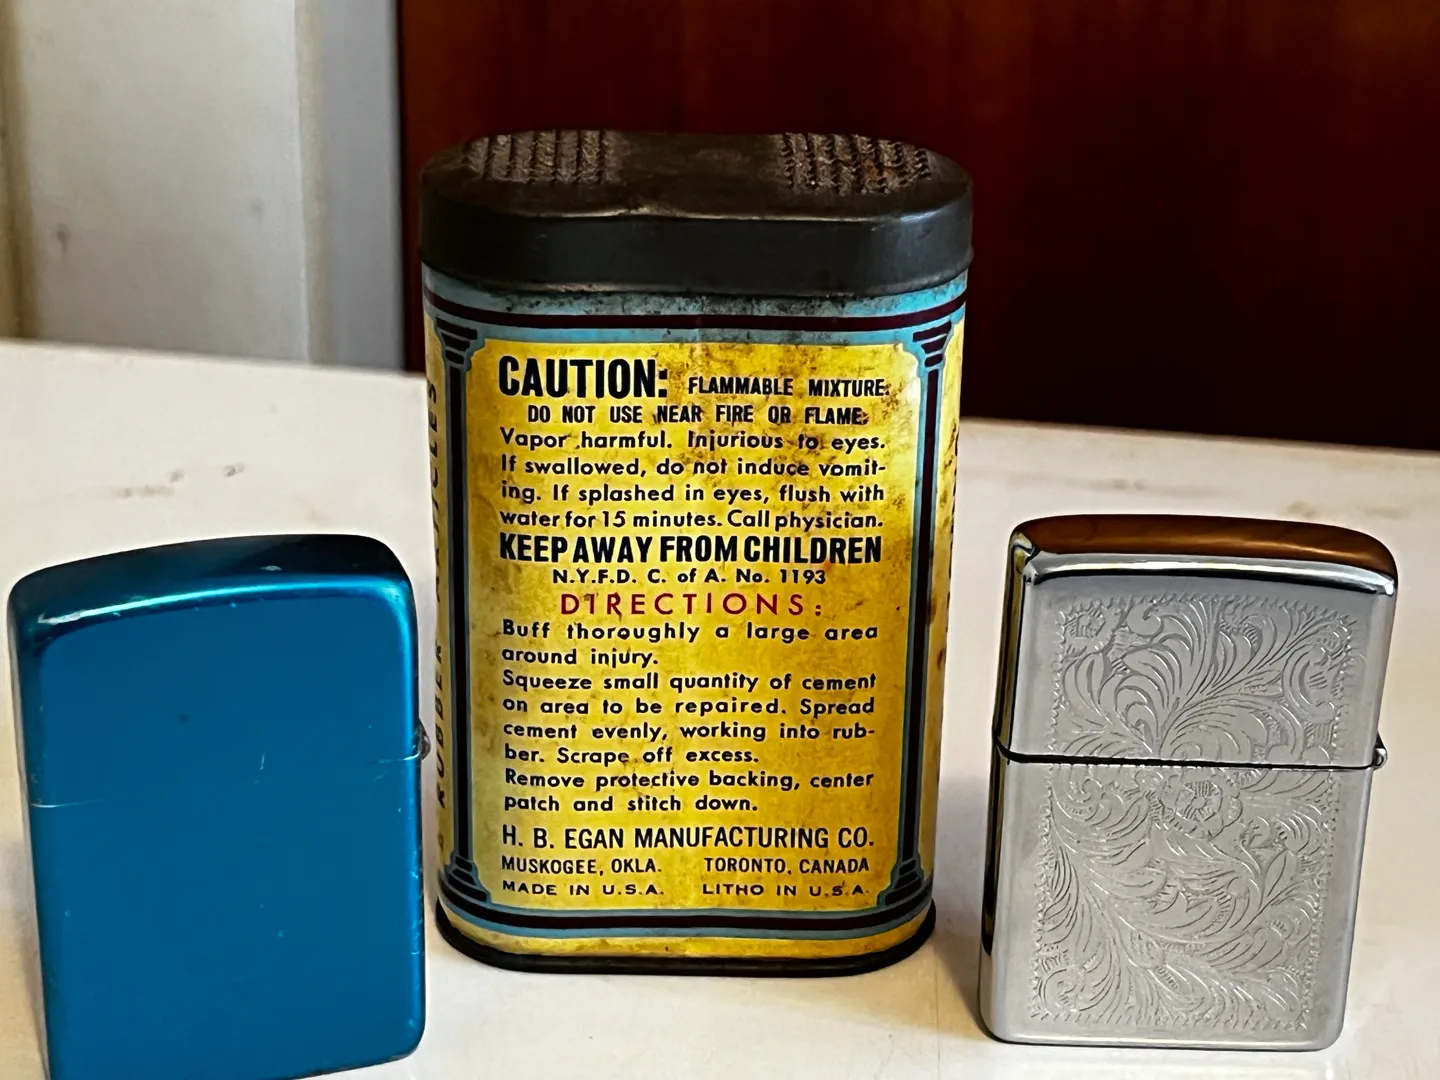 CAUTION: FLAMMABLE MIXTURE.
DO NOT USE NEAR FIRE OR FLAME.
Vapor harmful. Injurious to eyes.
If swallowed, do not induce vomit-
ing. If splashed in eyes, flush with
water for 15 minutes. Call physician.
KEEP AWAY FROM CHILDREN
N.Y.F.D. C. of A. No. 1193
DIRECTIONS:
Buff thoroughly a large area
around injury.
Squeeze small quantity of cement
on area to be repaired. Spread
cement evenly, working into rub-
ber. Scrape off excess.
Remove protective backing, center
patch and stitch down.
H. B. EGAN MANUFACTURING CO.
MUSKOGEE, OKLA. TORONTO, CANADA
MADE IN U.S.A. LITHO IN U.S.A.
RUBBER ARTICLES